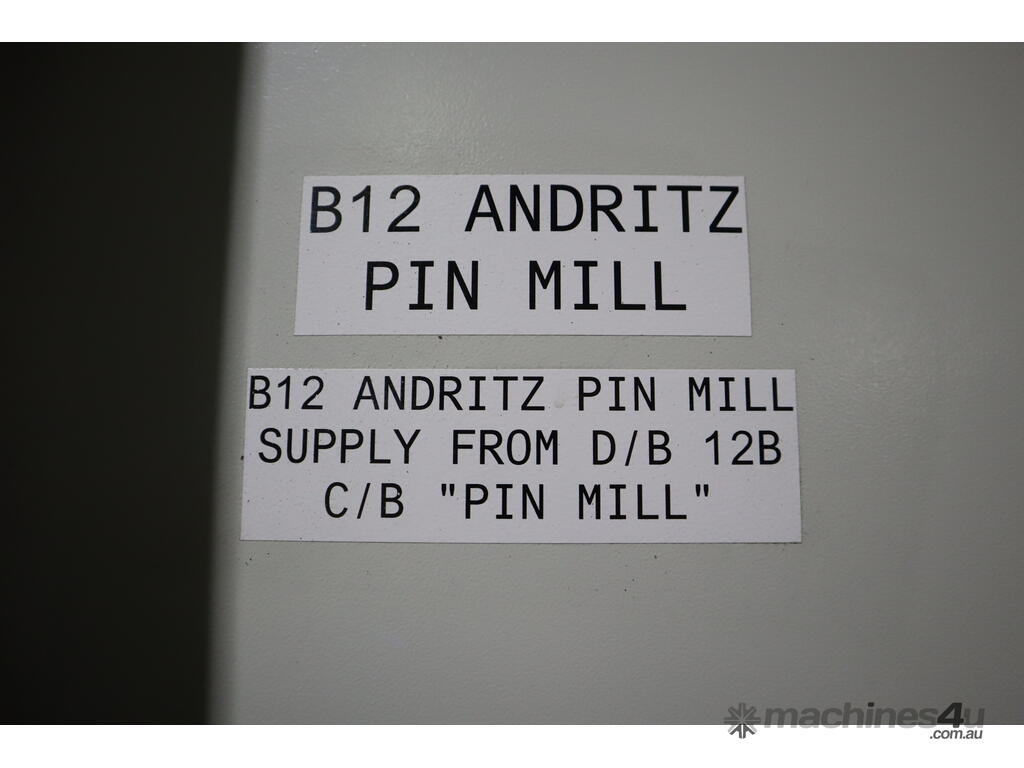 B12 ANDRITZ
PIN MILL
B12 ANDRITZ PIN MILL
SUPPLY FROM D/B 12B
C/B "PIN MILL"
machines4u
.com.au